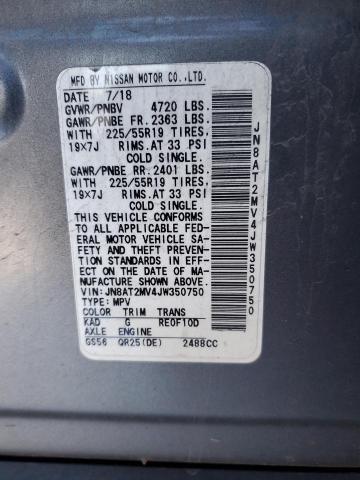 MFD BY NISSAN MOTOR CO.,LTD.
DATE 7/18
GVWR/PNBV 4720 LBS.
GAWR/PNBE FR. 2363 LBS.
WITH 225/55R19 TIRES,
19x7J RIMS.AT 33 PSI
COLD SINGLE.
GAWR/PNBE RR. 2401 LBS.
WITH 225/55R19 TIRES,
19x7J RIMS.AT 33 PSI
COLD SINGLE.
THIS VEHICLE CONFORMS
TO ALL APPLICABLE FED-
ERAL MOTOR VEHICLE SA-
FETY AND THEFT PREVENTION
STANDARDS IN EFFECT
ON THE DATE OF MA-
NUFACTURE SHOWN ABOVE.
VIN: JN8AT2MV4JW350750
TYPE: MPV
COLOR TRIM TRANS
KAD G RE0F10D
AXLE ENGINE
GS56 QR25(DE) 2488CC
JN8AT2MV4JW350750